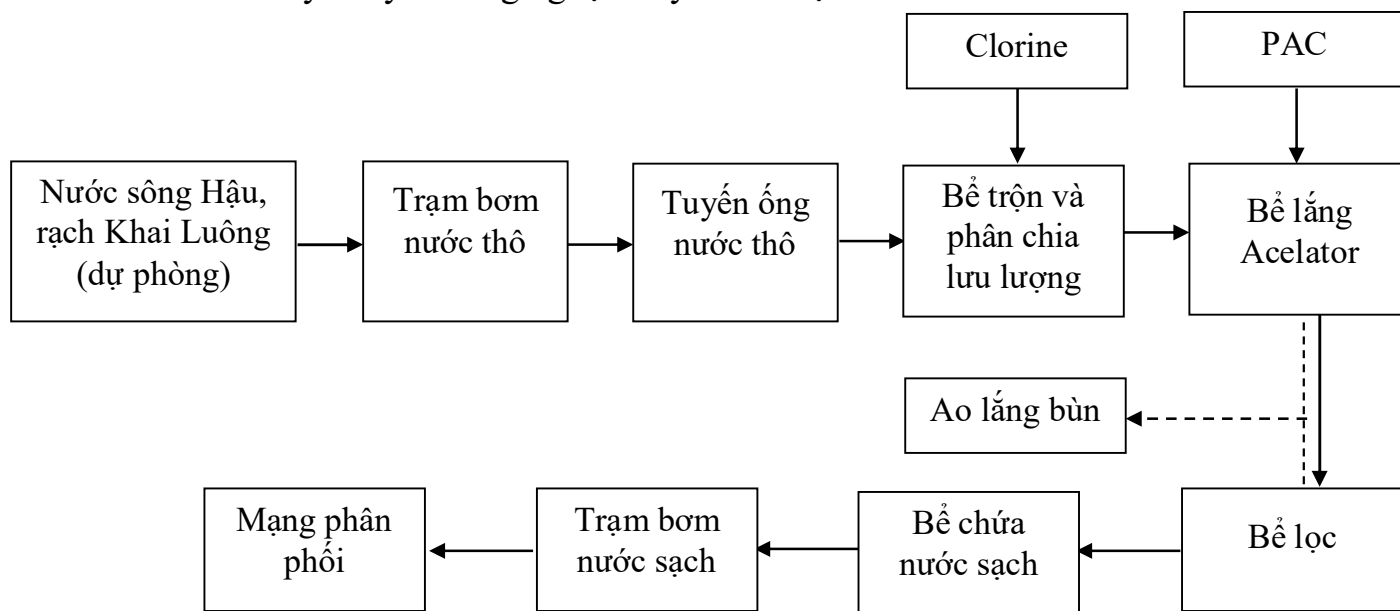 Clorine
PAC
Nước sông Hậu,
rạch Khai Luông
(dự phòng)
Trạm bơm
nước thô
Tuyến ống
nước thô
Bể trộn và
phân chia
lưu lượng
Bể lắng
Acelator
Ao lắng bùn
Mạng phân
phối
Trạm bơm
nước sạch
Bể chứa
nước sạch
Bể lọc